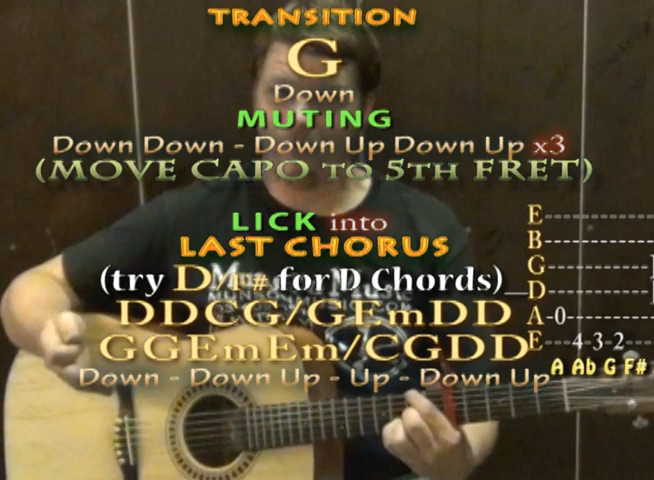 TRANSITION
G
Down
MUTING
Down Down - Down Up Down Up x3
(MOVE CAPO TO 5TH FRET)
LICK into
LAST CHORUS
(try D/F# for D Chords)
DDCG/GEmDD
GGEmEm/CGDD
Down - Down Up - Up - Down Up
E----------------
B----------------
G----------------
D----------------
A-0--------------
E---4-3-2----
A Ab G F#